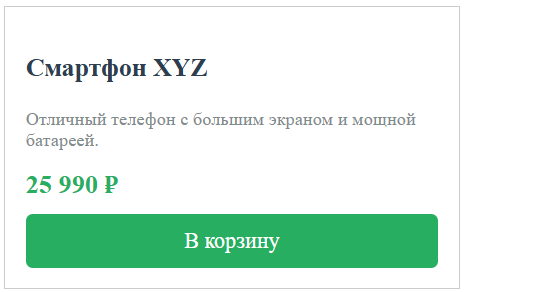 Смартфон XYZ
Отличный телефон с большим экраном и мощной
батареей.
25 990 ₽
В корзину